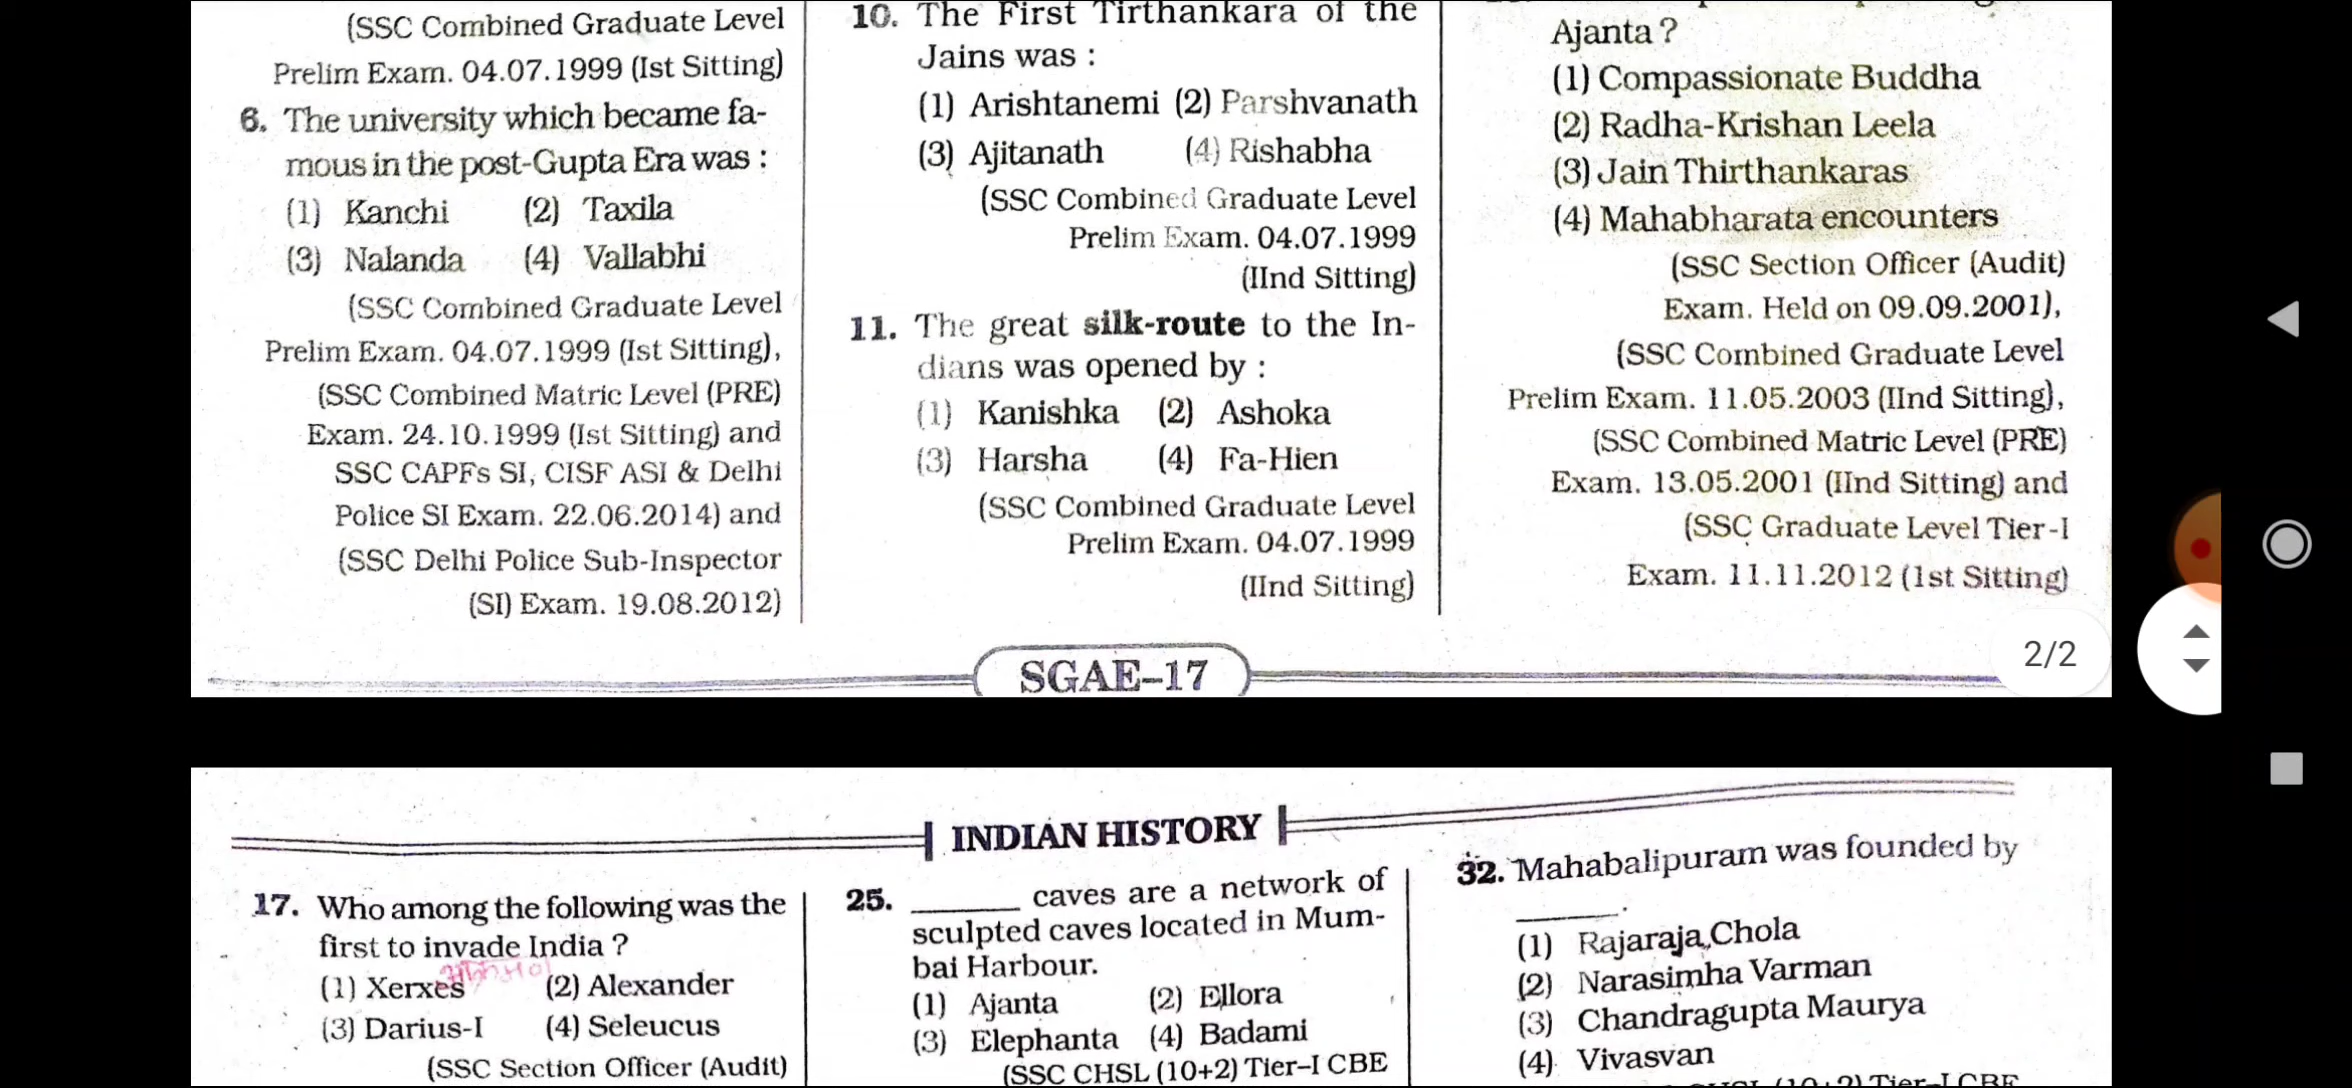 (SSC Combined Graduate Level
Prelim Exam. 04.07.1999 (Ist Sitting)
6. The university which became fa-
mous in the post-Gupta Era was :
(1) Kanchi (2) Taxila
(3) Nalanda (4) Vallabhi
(SSC Combined Graduate Level
Prelim Exam. 04.07.1999 (Ist Sitting),
(SSC Combined Matric Level (PRE)
Exam. 24.10.1999 (Ist Sitting) and
SSC CAPFs SI, CISF ASI & Delhi
Police SI Exam. 22.06.2014) and
(SSC Delhi Police Sub-Inspector
(SI) Exam. 19.08.2012)
10. The First Tirthankara of the
Jains was :
(1) Arishtanemi (2) Parshvanath
(3) Ajitanath (4) Rishabha
(SSC Combined Graduate Level
Prelim Exam. 04.07.1999
(IInd Sitting)
11. The great silk-route to the In-
dians was opened by :
(1) Kanishka (2) Ashoka
(3) Harsha (4) Fa-Hien
(SSC Combined Graduate Level
Prelim Exam. 04.07.1999
(IInd Sitting)
Ajanta ?
(1) Compassionate Buddha
(2) Radha-Krishan Leela
(3) Jain Thirthankaras
(4) Mahabharata encounters
(SSC Section Officer (Audit)
Exam. Held on 09.09.2001),
(SSC Combined Graduate Level
Prelim Exam. 11.05.2003 (IInd Sitting),
(SSC Combined Matric Level (PRE)
Exam. 13.05.2001 (IInd Sitting) and
(SSC Graduate Level Tier-I
Exam. 11.11.2012 (1st Sitting)
2/2
SGAE–17
INDIAN HISTORY
17. Who among the following was the
first to invade India ?
(1) Xerxes (2) Alexander
(3) Darius-I (4) Seleucus
(SSC Section Officer (Audit)
25. ______ caves are a network of
sculpted caves located in Mum-
bai Harbour.
(1) Ajanta (2) Ellora
(3) Elephanta (4) Badami
(SSC CHSL (10+2) Tier–I CBE
32. Mahabalipuram was founded by
______.
(1) Rajaraja Chola
(2) Narasimha Varman
(3) Chandragupta Maurya
(4) Vivasvan
(10+2) Tier–I CBE